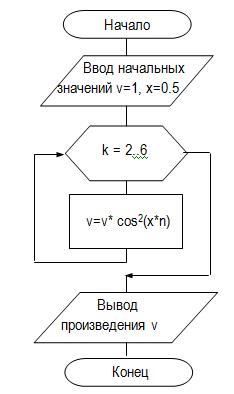 Начало
Ввод начальных
значений v=1, x=0.5
k = 2..6
v=v* cos²(x*n)
Вывод
произведения v
Конец